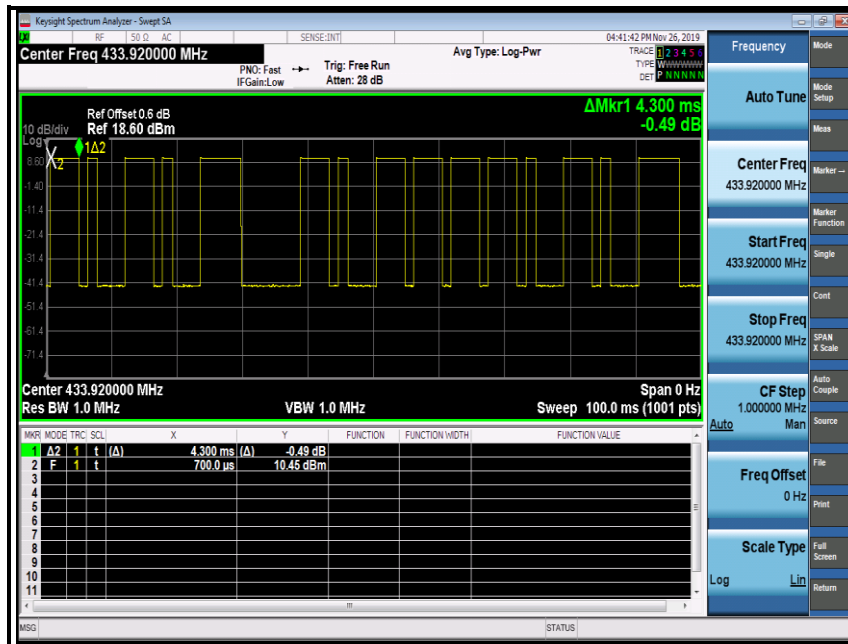 Keysight Spectrum Analyzer - Swept SA
RF 50 Ω AC SENSE:INT 04:41:42 PM Nov 26, 2019
Center Freq 433.920000 MHz
PNO: Fast
IFGain:Low
Trig: Free Run
Atten: 28 dB
Avg Type: Log-Pwr
TRACE 1 2 3 4 5 6
TYPE WWWWWW
DET P N N N N N
ΔMkr1 4.300 ms
-0.49 dB
Ref Offset 0.6 dB
10 dB/div Ref 18.60 dBm
Log
1Δ2
8.60
2
-1.40
-11.4
-21.4
-31.4
-41.4
-51.4
-61.4
-71.4
Center 433.920000 MHz Span 0 Hz
Res BW 1.0 MHz VBW 1.0 MHz Sweep 100.0 ms (1001 pts)
MKR MODE TRC SCL X Y FUNCTION FUNCTION WIDTH FUNCTION VALUE
1 Δ2 1 t (Δ) 4.300 ms (Δ) -0.49 dB
2 F 1 t 700.0 µs 10.45 dBm
3
4
5
6
7
8
9
10
11
MSG STATUS
Frequency
Auto Tune
Center Freq
433.920000 MHz
Start Freq
433.920000 MHz
Stop Freq
433.920000 MHz
CF Step
1.000000 MHz
Auto Man
Freq Offset
0 Hz
Scale Type
Log Lin
Mode
Mode
Setup
Meas
Marker →
Marker
Function
Single
Cont
SPAN
X Scale
Auto
Couple
Source
File
Print
Full
Screen
Return